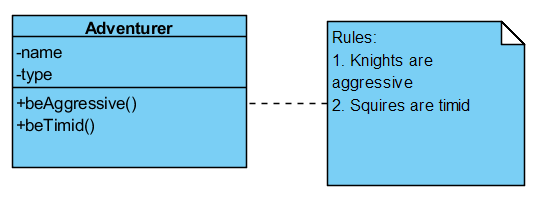 Adventurer
-name
-type
+beAggressive()
+beTimid()
Rules:
1. Knights are
aggressive
2. Squires are timid